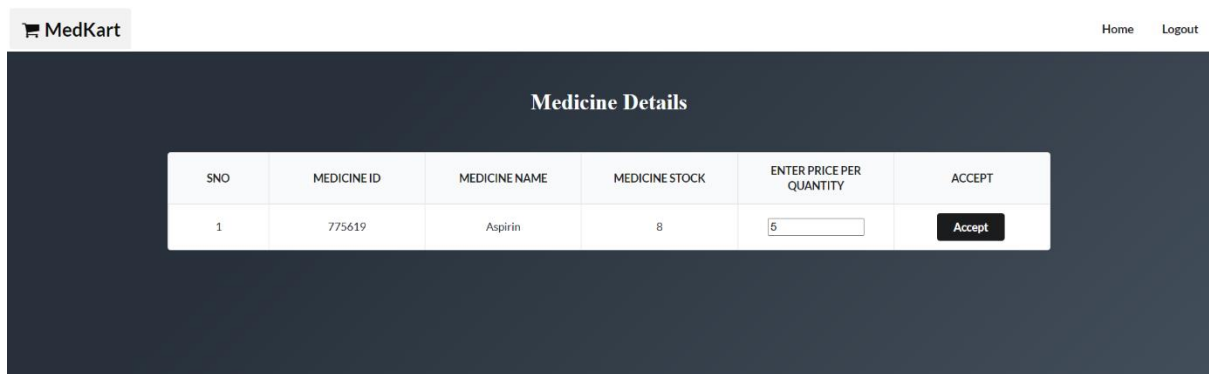 MedKart
Home Logout
Medicine Details
SNO MEDICINE ID MEDICINE NAME MEDICINE STOCK ENTER PRICE PER QUANTITY ACCEPT
1 775619 Aspirin 8 5 Accept